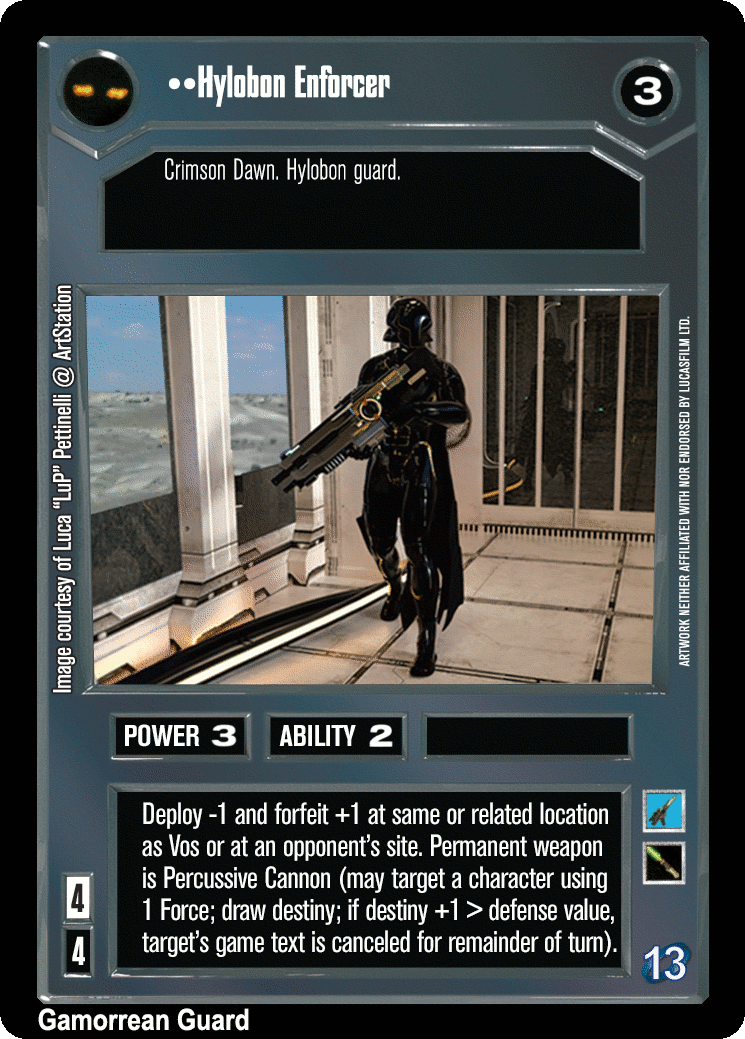 ••Hylobon Enforcer
3
Crimson Dawn. Hylobon guard.
Image courtesy of Luca "LuP" Pettinelli @ ArtStation
ARTWORK NEITHER AFFILIATED WITH NOR ENDORSED BY LUCASFILM LTD.
POWER 3
ABILITY 2
Deploy -1 and forfeit +1 at same or related location
as Vos or at an opponent's site. Permanent weapon
is Percussive Cannon (may target a character using
1 Force; draw destiny; if destiny +1 > defense value,
target's game text is canceled for remainder of turn).
4
4
13
Gamorrean Guard